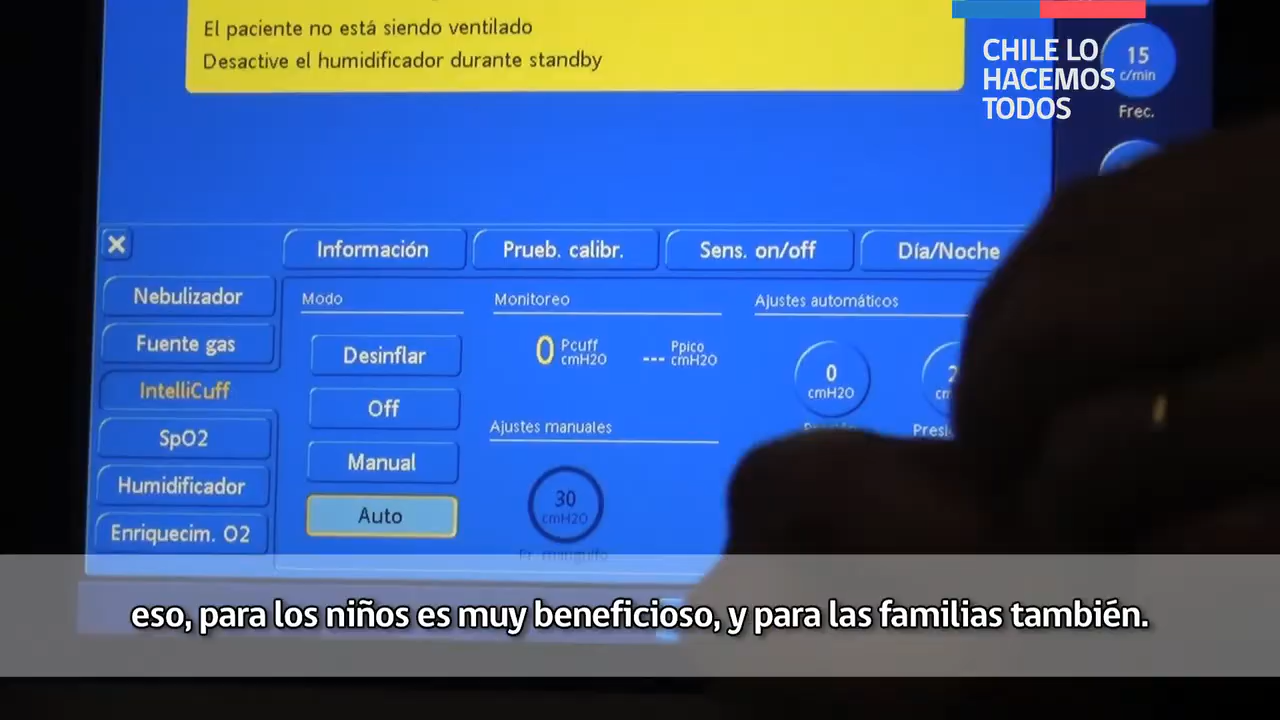 El paciente no está siendo ventilado
Desactive el humidificador durante standby
CHILE LO
HACEMOS
TODOS
15
c/min
Frec.
Información
Prueb. calibr.
Sens. on/off
Día/Noche
Nebulizador
Fuente gas
IntelliCuff
SpO2
Humidificador
Enriquecim. O2
Modo
Desinflar
Off
Manual
Auto
Monitoreo
0 Pcuff
cmH2O
--- Ppico
cmH2O
Ajustes manuales
30
cmH2O
Ajustes automáticos
0
cmH2O
eso, para los niños es muy beneficioso, y para las familias también.